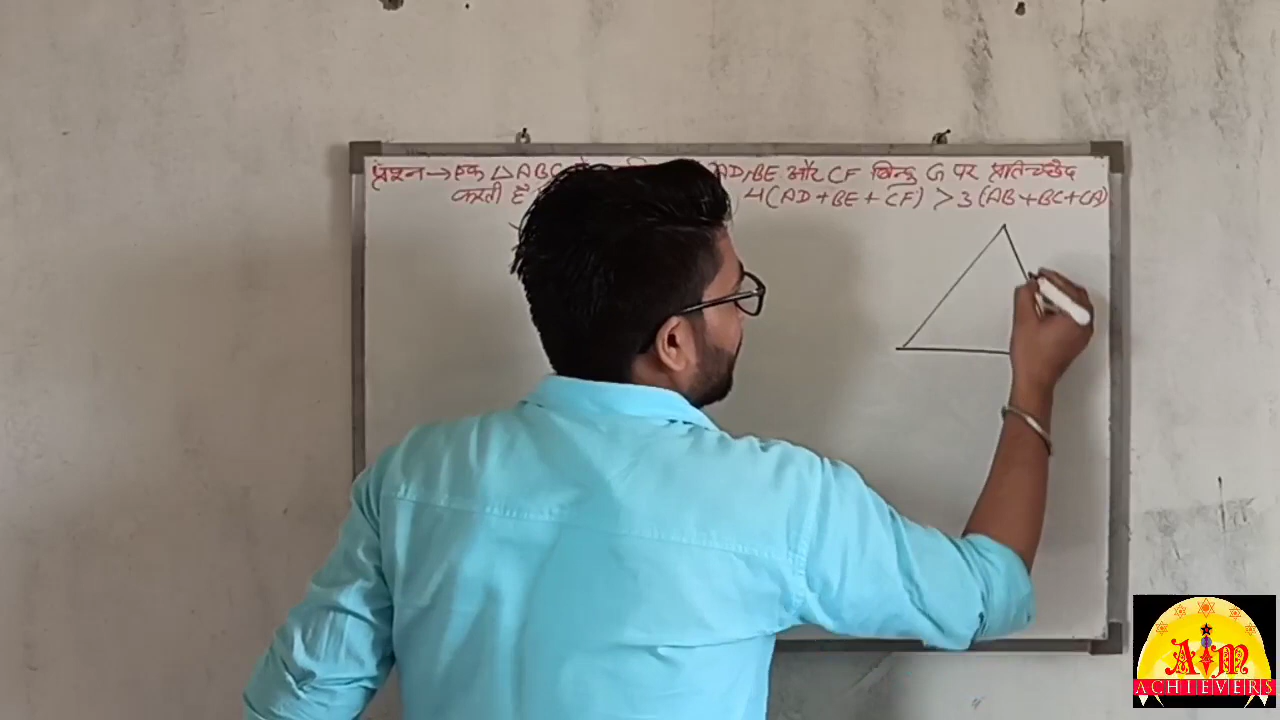 प्रश्न → एक △ ABC AD, BE और CF बिन्दु G पर प्रतिच्छेद
करती है 4(AD+BE+CF) > 3(AB+BC+CA)
AIM
ACHIEVERS